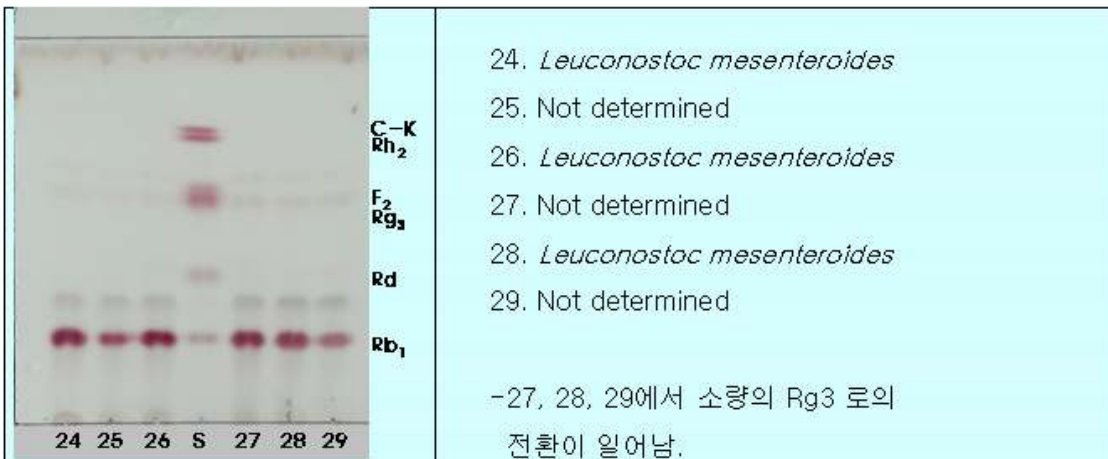 C-K
Rh₂
F₂
Rg₃
Rd
Rb₁
24 25 26 S 27 28 29
24. Leuconostoc mesenteroides
25. Not determined
26. Leuconostoc mesenteroides
27. Not determined
28. Leuconostoc mesenteroides
29. Not determined
-27, 28, 29에서 소량의 Rg3 로의
전환이 일어남.